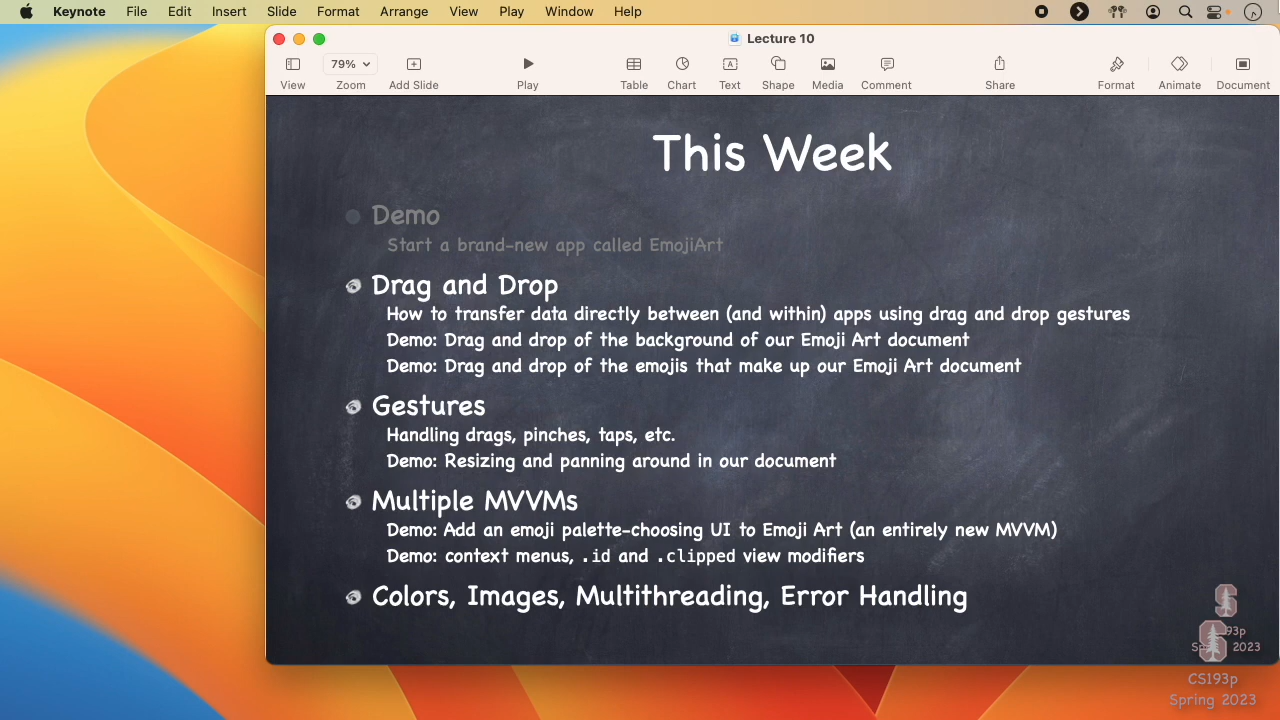 Keynote File Edit Insert Slide Format Arrange View Play Window Help
Lecture 10
79%
View Zoom Add Slide Play Table Chart Text Shape Media Comment Share Format Animate Document
This Week
Demo
Start a brand-new app called EmojiArt
Drag and Drop
How to transfer data directly between (and within) apps using drag and drop gestures
Demo: Drag and drop of the background of our Emoji Art document
Demo: Drag and drop of the emojis that make up our Emoji Art document
Gestures
Handling drags, pinches, taps, etc.
Demo: Resizing and panning around in our document
Multiple MVVMs
Demo: Add an emoji palette-choosing UI to Emoji Art (an entirely new MVVM)
Demo: context menus, .id and .clipped view modifiers
Colors, Images, Multithreading, Error Handling
2023
CS193p
Spring 2023